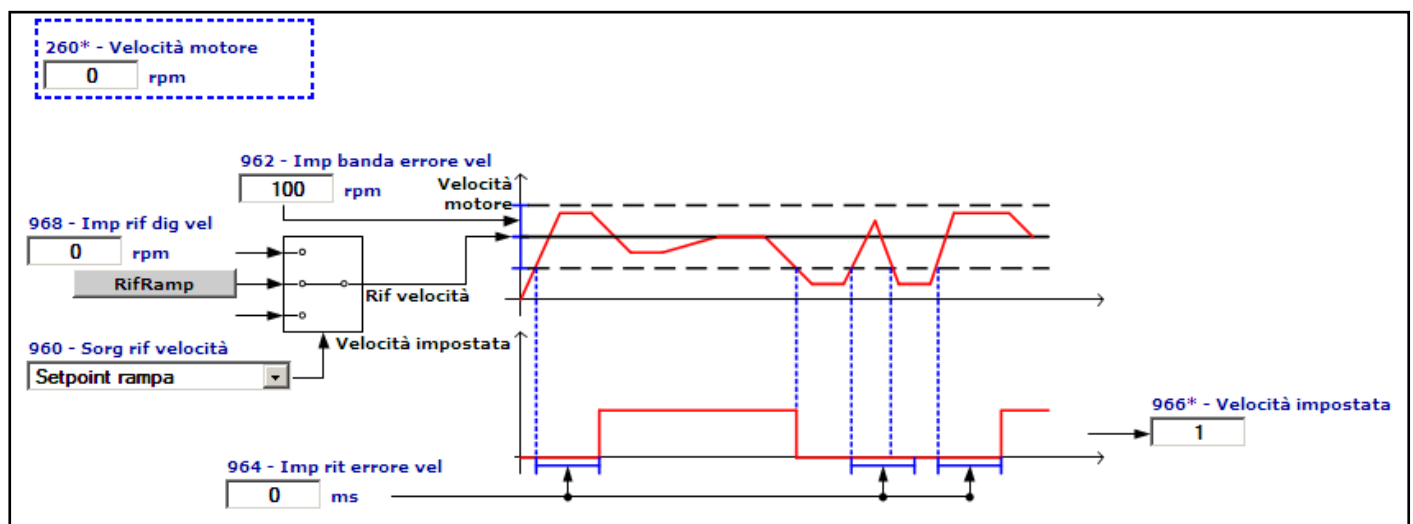 260* - Velocità motore
0 rpm
962 - Imp banda errore vel
100 rpm
Velocità
motore
968 - Imp rif dig vel
0 rpm
RifRamp
Rif velocità
960 - Sorg rif velocità
Setpoint rampa
Velocità impostata
966* - Velocità impostata
1
964 - Imp rit errore vel
0 ms